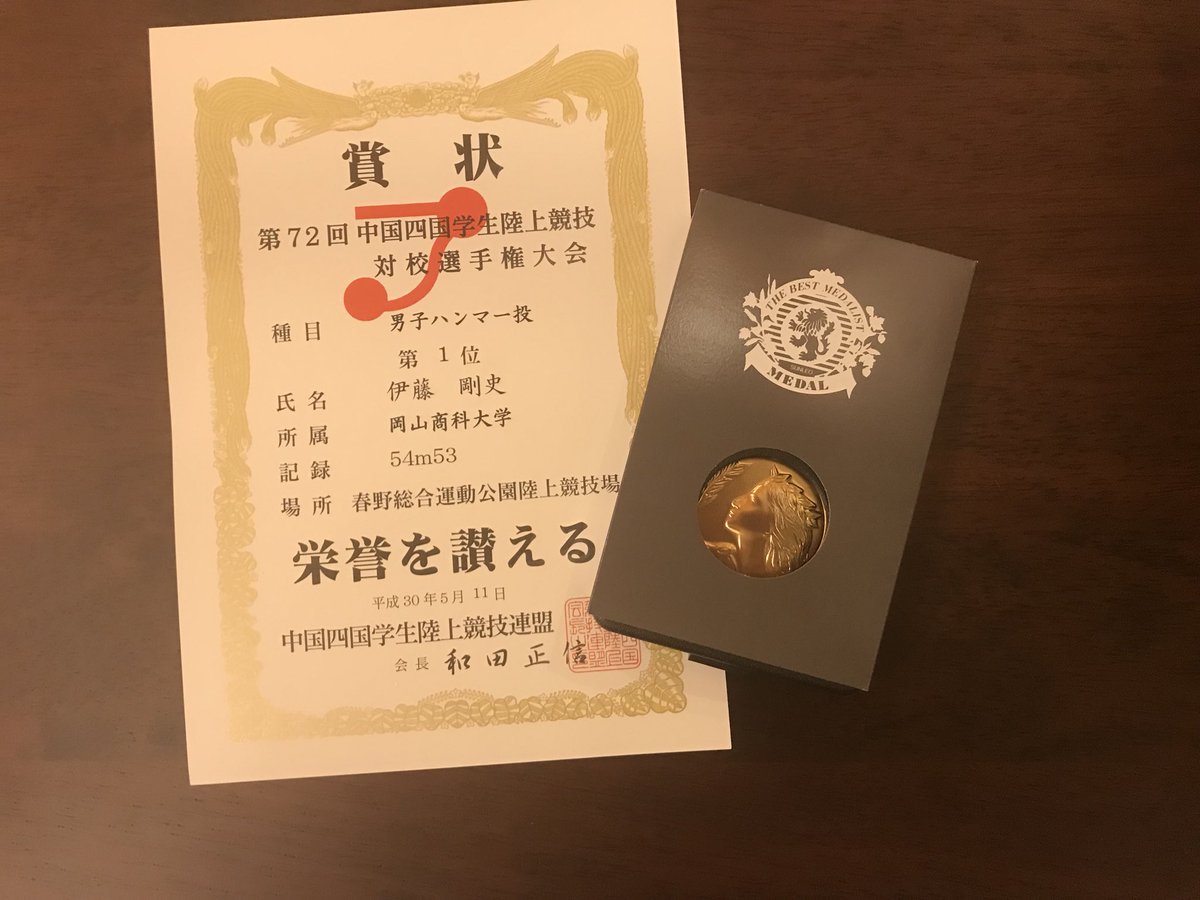 賞状
第72回 中国四国学生陸上競技
対校選手権大会
種目 男子ハンマー投
第 1 位
氏名 伊藤 剛史
所属 岡山商科大学
記録 54m53
場所 春野総合運動公園陸上競技場
栄誉を讃える
平成30年5月 11日
中国四国学生陸上競技連盟
会長 和田正信
THE BEST MEDALIST
SUNLEG
MEDAL